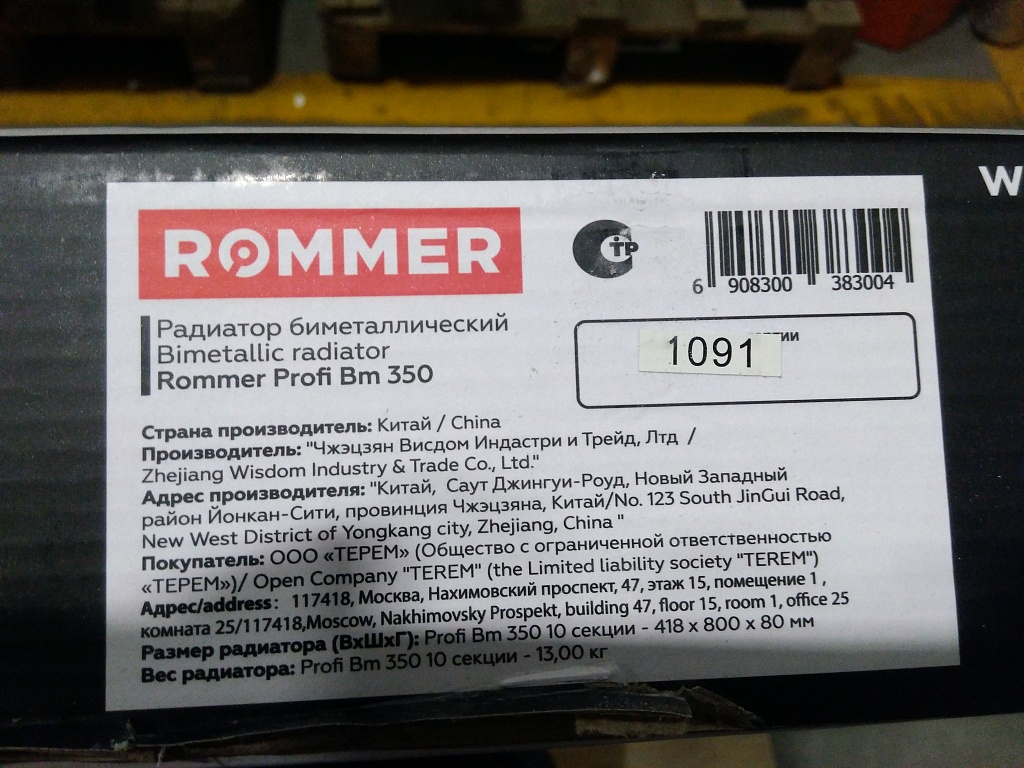 W
ROMMER
6 908300 383004
Радиатор биметаллический
Bimetallic radiator
Rommer Profi Bm 350
1091
Страна производитель: Китай / China
Производитель: "Чжэцзян Висдом Индастри и Трейд, Лтд /
Zhejiang Wisdom Industry & Trade Co., Ltd."
Адрес производителя: "Китай, Саут Джингуи-Роуд, Новый Западный
район Йонкан-Сити, провинция Чжэцзяна, Китай/No. 123 South JinGui Road,
New West District of Yongkang city, Zhejiang, China "
Покупатель: ООО «ТЕРЕМ» (Общество с ограниченной ответственностью
«ТЕРЕМ»)/ Open Company "TEREM" (the Limited liability society "TEREM")
Адрес/address: 117418, Москва, Нахимовский проспект, 47, этаж 15, помещение 1 ,
комната 25/117418,Moscow, Nakhimovsky Prospekt, building 47, floor 15, room 1, office 25
Размер радиатора (ВхШхГ): Profi Bm 350 10 секции - 418 x 800 x 80 мм
Вес радиатора: Profi Bm 350 10 секции - 13,00 кг